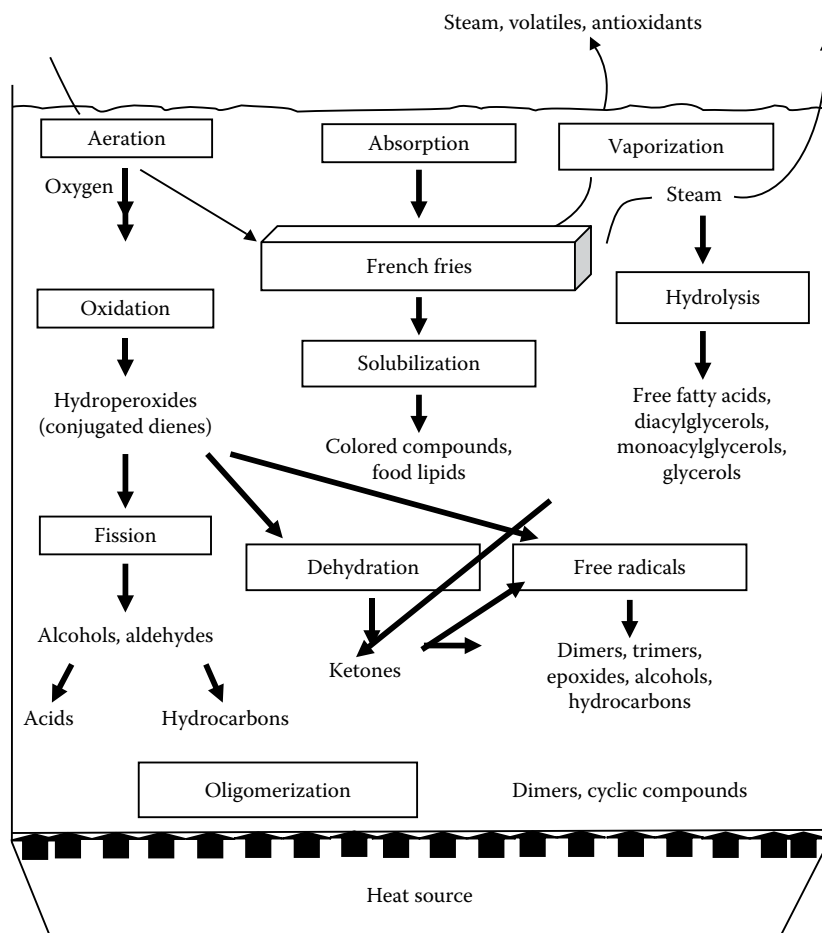 Steam, volatiles, antioxidants
Aeration
Absorption
Vaporization
Oxygen
Steam
French fries
Hydrolysis
Oxidation
Solubilization
Hydroperoxides
(conjugated dienes)
Colored compounds,
food lipids
Free fatty acids,
diacylglycerols,
monoacylglycerols,
glycerols
Fission
Dehydration
Free radicals
Alcohols, aldehydes
Ketones
Dimers, trimers,
epoxides, alcohols,
hydrocarbons
Acids
Hydrocarbons
Oligomerization
Dimers, cyclic compounds
Heat source